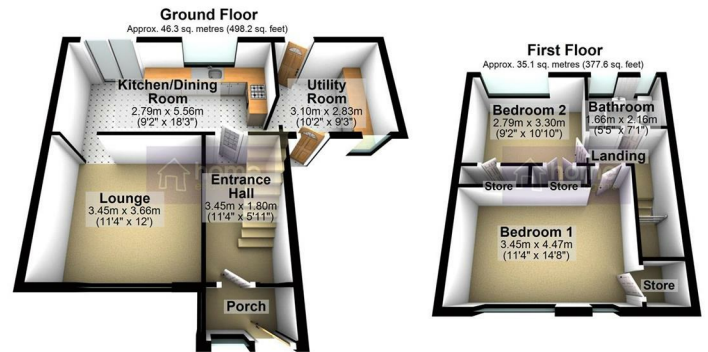 Ground Floor
Approx. 46.3 sq. metres (498.2 sq. feet)
Kitchen/Dining
Room
2.79m x 5.56m
(9'2" x 18'3")
Utility
Room
3.10m x 2.83m
(10'2" x 9'3")
Lounge
3.45m x 3.66m
(11'4" x 12')
Entrance
Hall
3.45m x 1.80m
(11'4" x 5'11")
Porch
First Floor
Approx. 35.1 sq. metres (377.6 sq. feet)
Bedroom 2
2.79m x 3.30m
(9'2" x 10'10")
Bathroom
1.66m x 2.16m
(5'5" x 7'1")
Landing
Store
Store
Bedroom 1
3.45m x 4.47m
(11'4" x 14'8")
Store